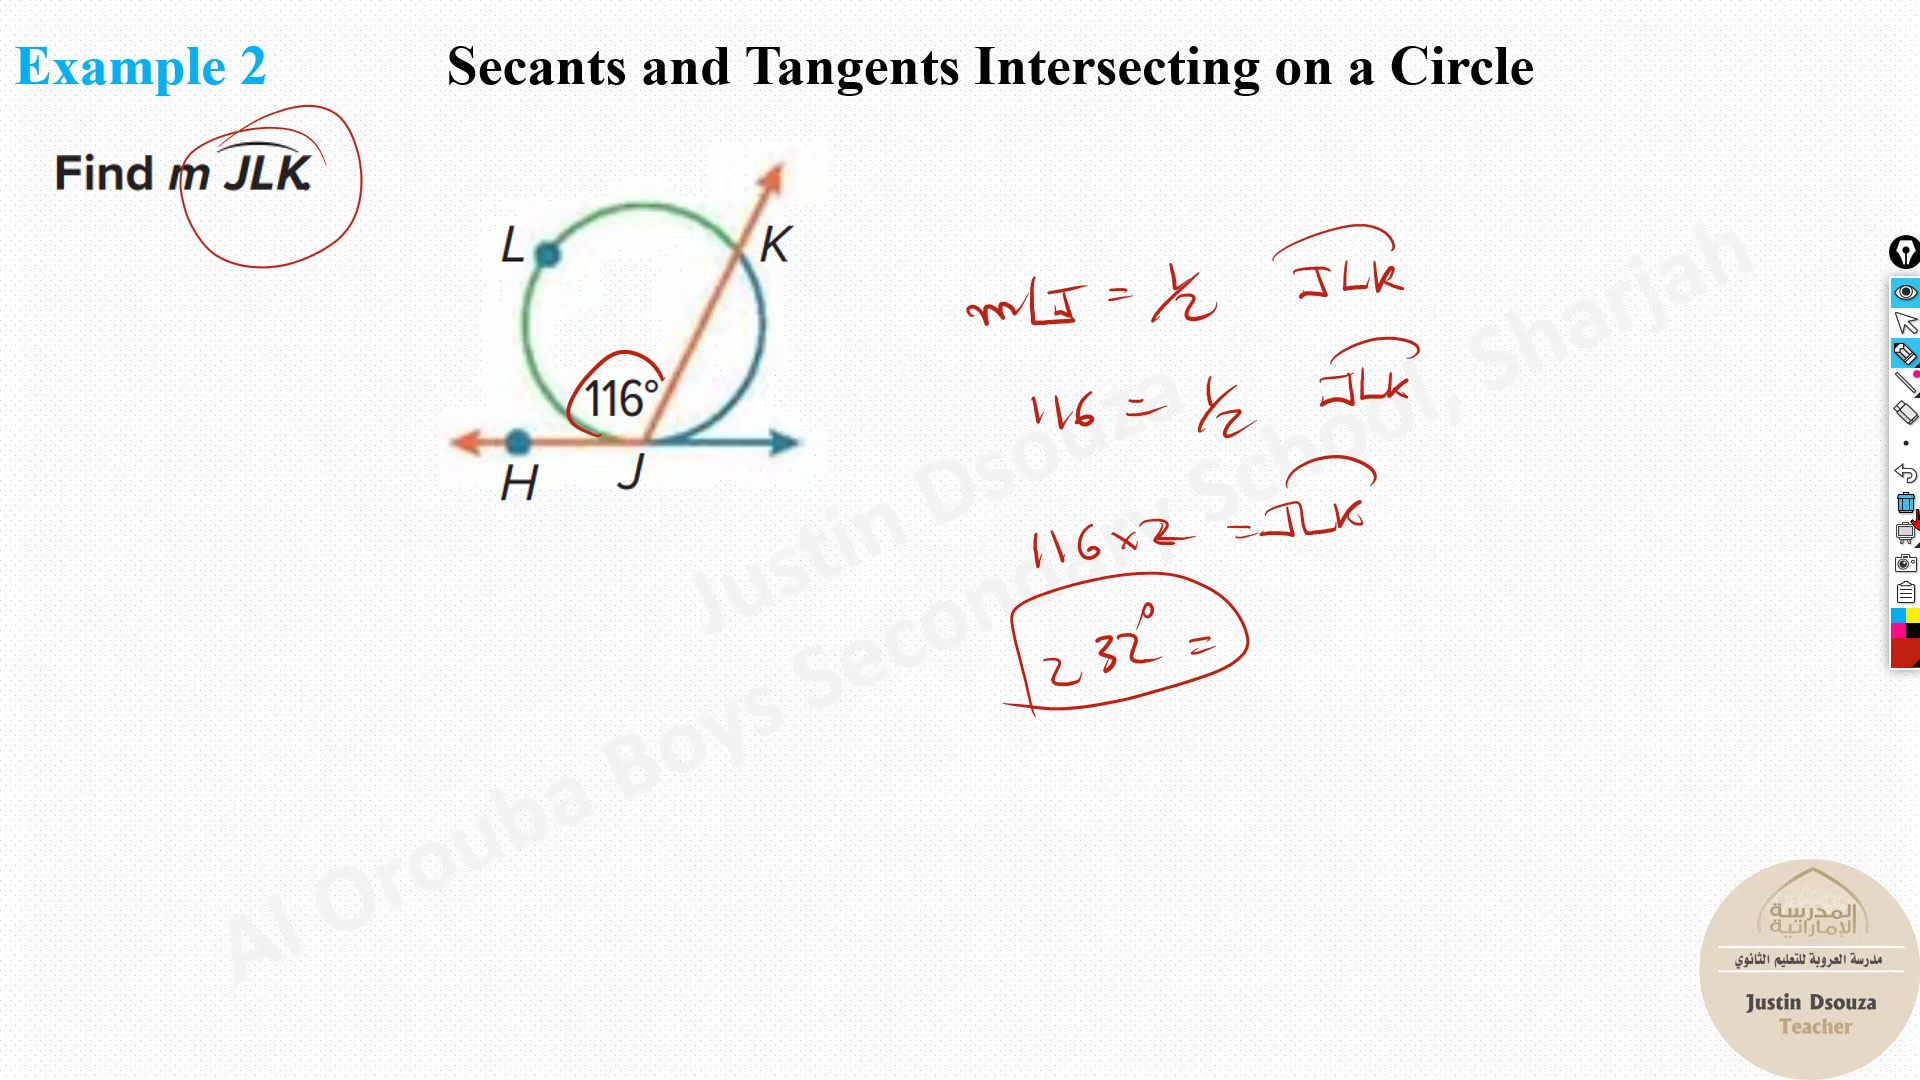 Example 2
Secants and Tangents Intersecting on a Circle
Find m JLK.
L
K
116°
H
J
m∠J = 1/2 JLK
116 = 1/2 JLK
116 × 2 = JLK
232° =
Justin Dsouza
Al Orouba Boys Secondary School, Sharjah
المدرسة
الإماراتية
مدرسة العروبة للتعليم الثانوي
Justin Dsouza
Teacher